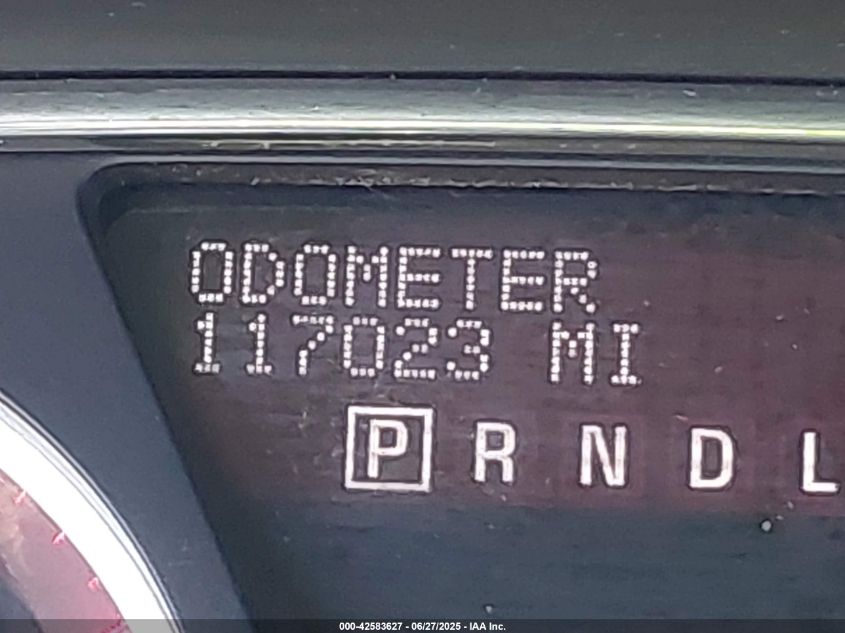 ODOMETER
117023 MI
P R N D L
000-42583627 - 06/27/2025 - IAA Inc.